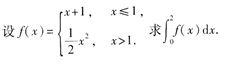 设 f(x) = { x+1, x≤1, 求∫₀² f(x) dx.
1/2 x², x>1.